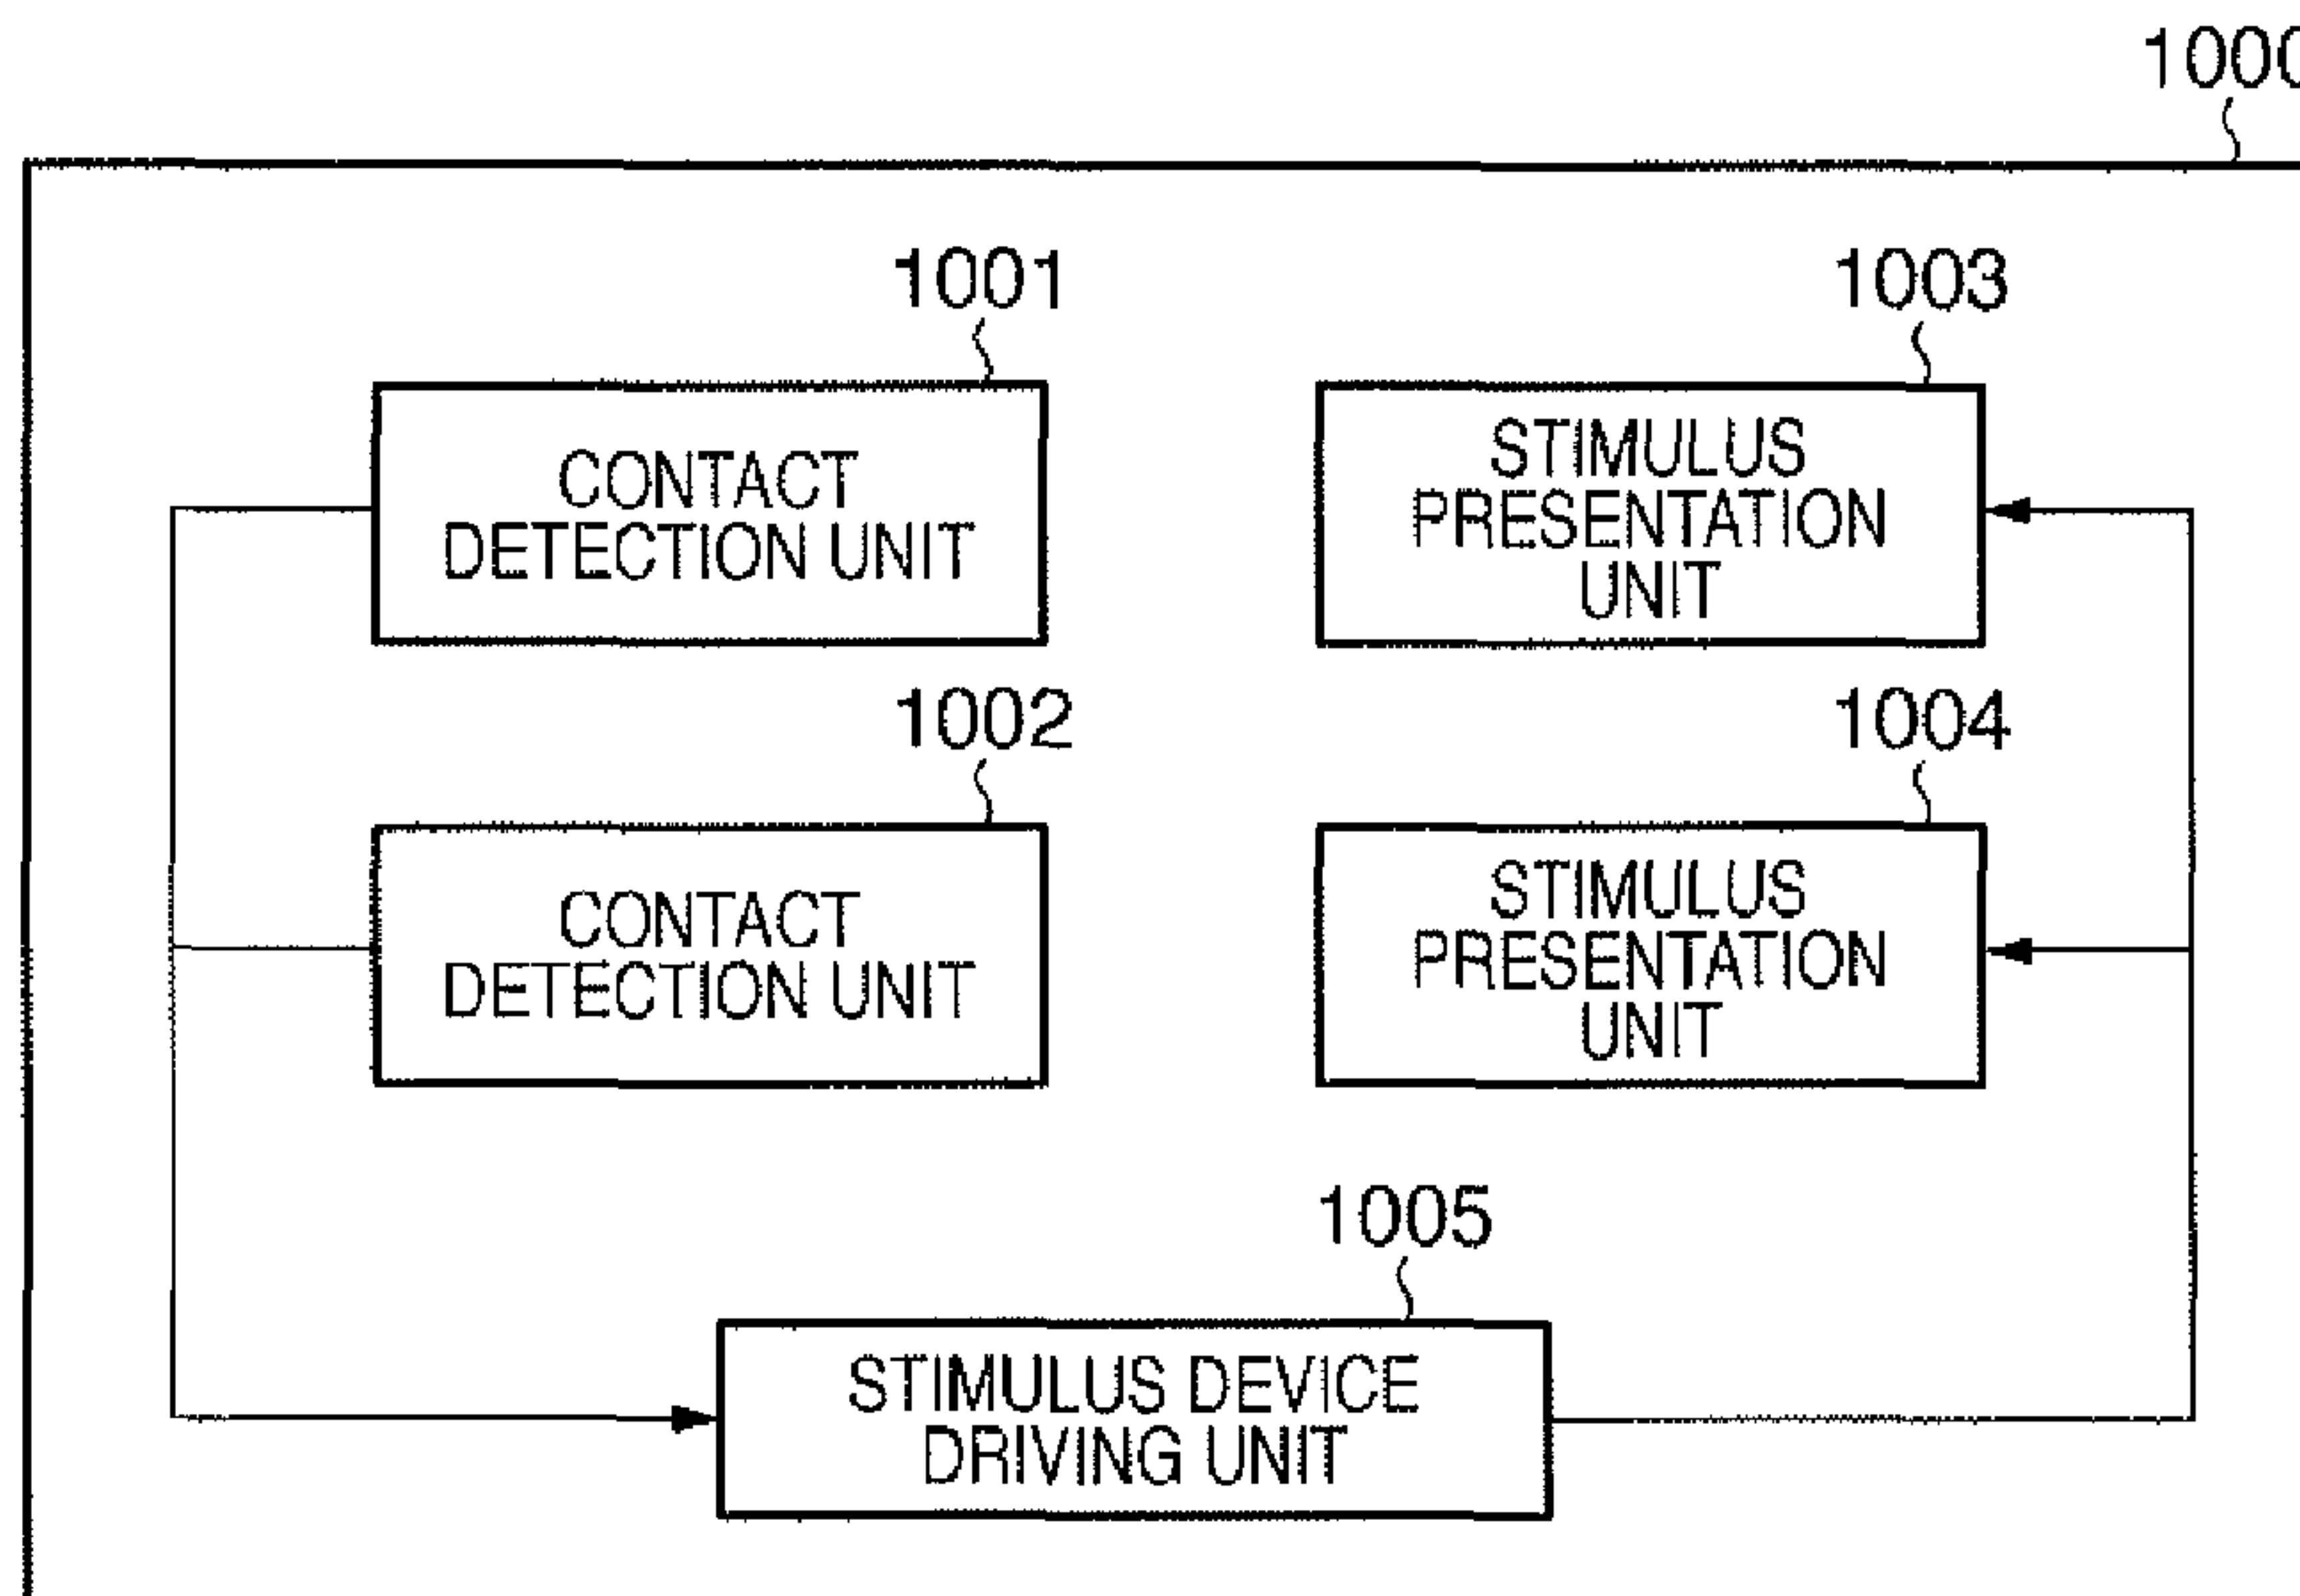 1000
1001
CONTACT
DETECTION UNIT
1003
STIMULUS
PRESENTATION
UNIT
1002
CONTACT
DETECTION UNIT
1004
STIMULUS
PRESENTATION
UNIT
1005
STIMULUS DEVICE
DRIVING UNIT